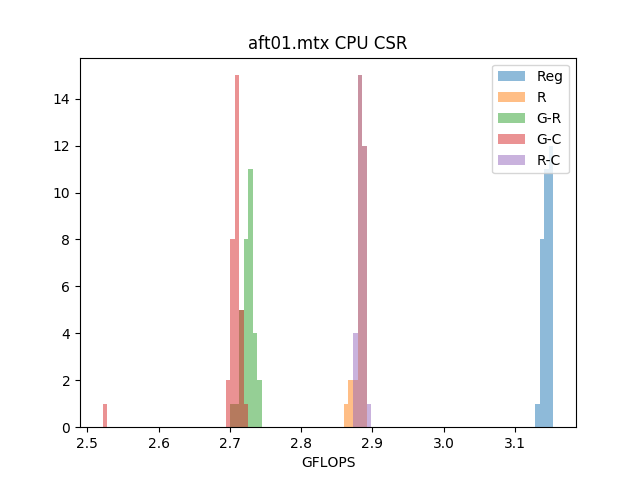 aft01.mtx CPU CSR
Reg
R
G-R
G-C
R-C
14
12
10
8
6
4
2
0
2.5 2.6 2.7 2.8 2.9 3.0 3.1
GFLOPS